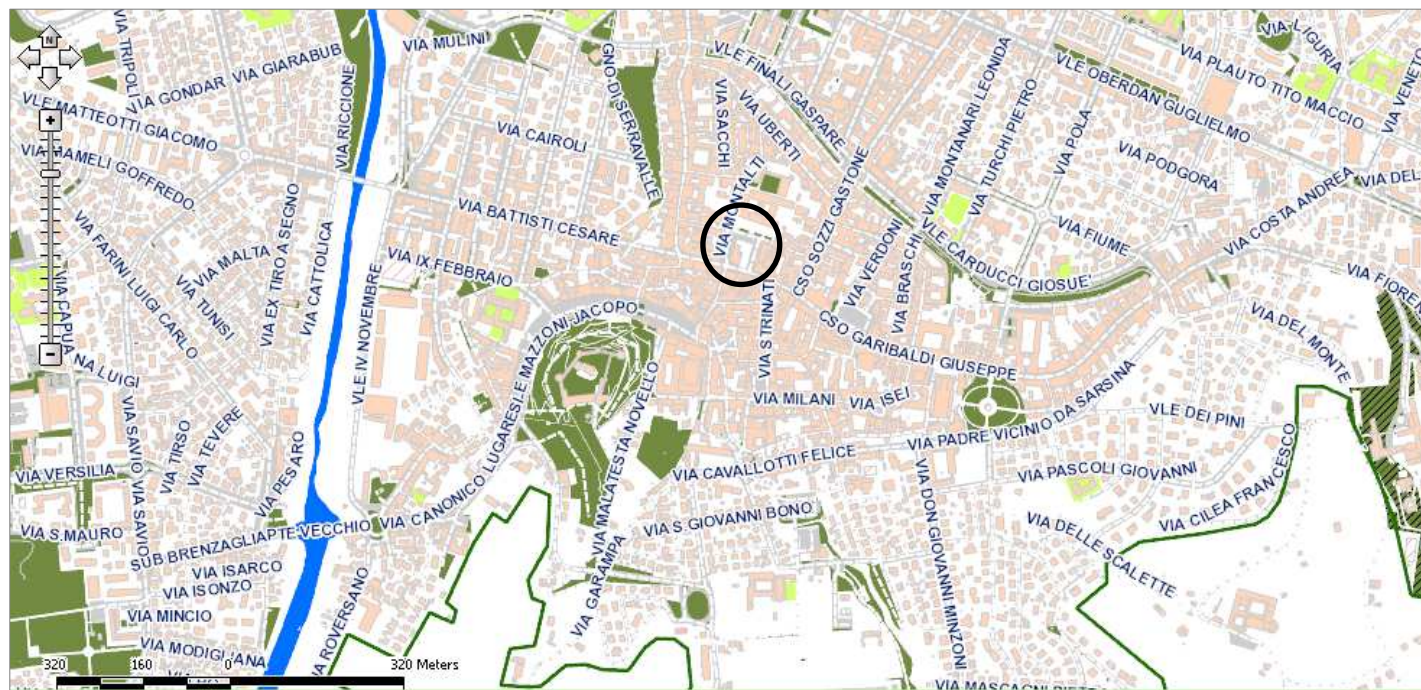 N
VIA TRIPOLI
VIA GONDAR
VIA GIARABUB
VIA RICCIONE
VIA MULINI
VLE FINALI GASPARE
VIA SACCHI
VIA UBERTI
VIA MONTANARI LEONIDA
VIA TURCHI PIETRO
VIA POLA
VLE OBERDAN GUGLIELMO
VIA PLAUTO TITO MACCIO
VIA LIGURIA
VIA VENETO
VLE MATTEOTTI GIACOMO
VIA MAMELI GOFFREDO
+
VIA CAIROLI
GNO DI SERRAVALLE
VIA MONTALTI
VIA PODGORA
VIA DEL
VIA BATTISTI CESARE
VIA IX FEBBRAIO
CSO SOZZI GASTONE
VIA VERDONI
VIA BRASCHI
VLE CARDUCCI GIOSUE'
VIA FIUME
VIA COSTA ANDREA
VIA FIOREN
VIA FARINI LUIGI CARLO
VIA MALTA
VIA TUNISI
VIA EX TIRO A SEGNO
VIA CATTOLICA
VIA CAPUA
-
NA LUIGI
VLE IV NOVEMBRE
VLE MAZZONI JACOPO
VIA S TRINATI
CSO GARIBALDI GIUSEPPE
VIA DEL MONTE
VIA MILANI
VIA ISEI
VLE DEI PINI
VIA SAVIO
VIA SAVIO
VIA TIRSO
VIA TEVERE
VIA PESARO
VIA VERSILIA
VIA CANONICO LUGARESI
VIA MALATESTA NOVELLO
VIA CAVALLOTTI FELICE
VIA PADRE VICINIO DA SARSINA
VIA PASCOLI GIOVANNI
VIA CILEA FRANCESCO
VIA S.MAURO
SUB BRENZAGLIA
PTE VECCHIO
VIA S.GIOVANNI BONO
VIA DON GIOVANNI MINZONI
VIA DELLE SCALETTE
VIA ISARCO
VIA ISONZO
VIA MINCIO
VIA MODIGLIANA
VIA GARAMPA
IA ROVERSANO
VIA MASCAGNI PIET
320 160 0 320 Meters